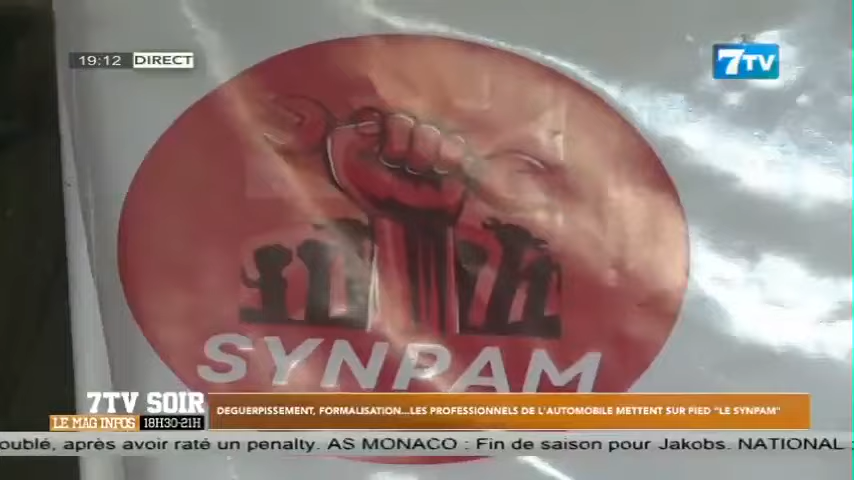 19:12 DIRECT
7TV
SYNPAM
7TV SOIR
LE MAG INFOS 18H30-21H
DEGUERPISSEMENT, FORMALISATION...LES PROFESSIONNELS DE L'AUTOMOBILE METTENT SUR PIED "LE SYNPAM"
oublé, après avoir raté un penalty. AS MONACO : Fin de saison pour Jakobs. NATIONAL :